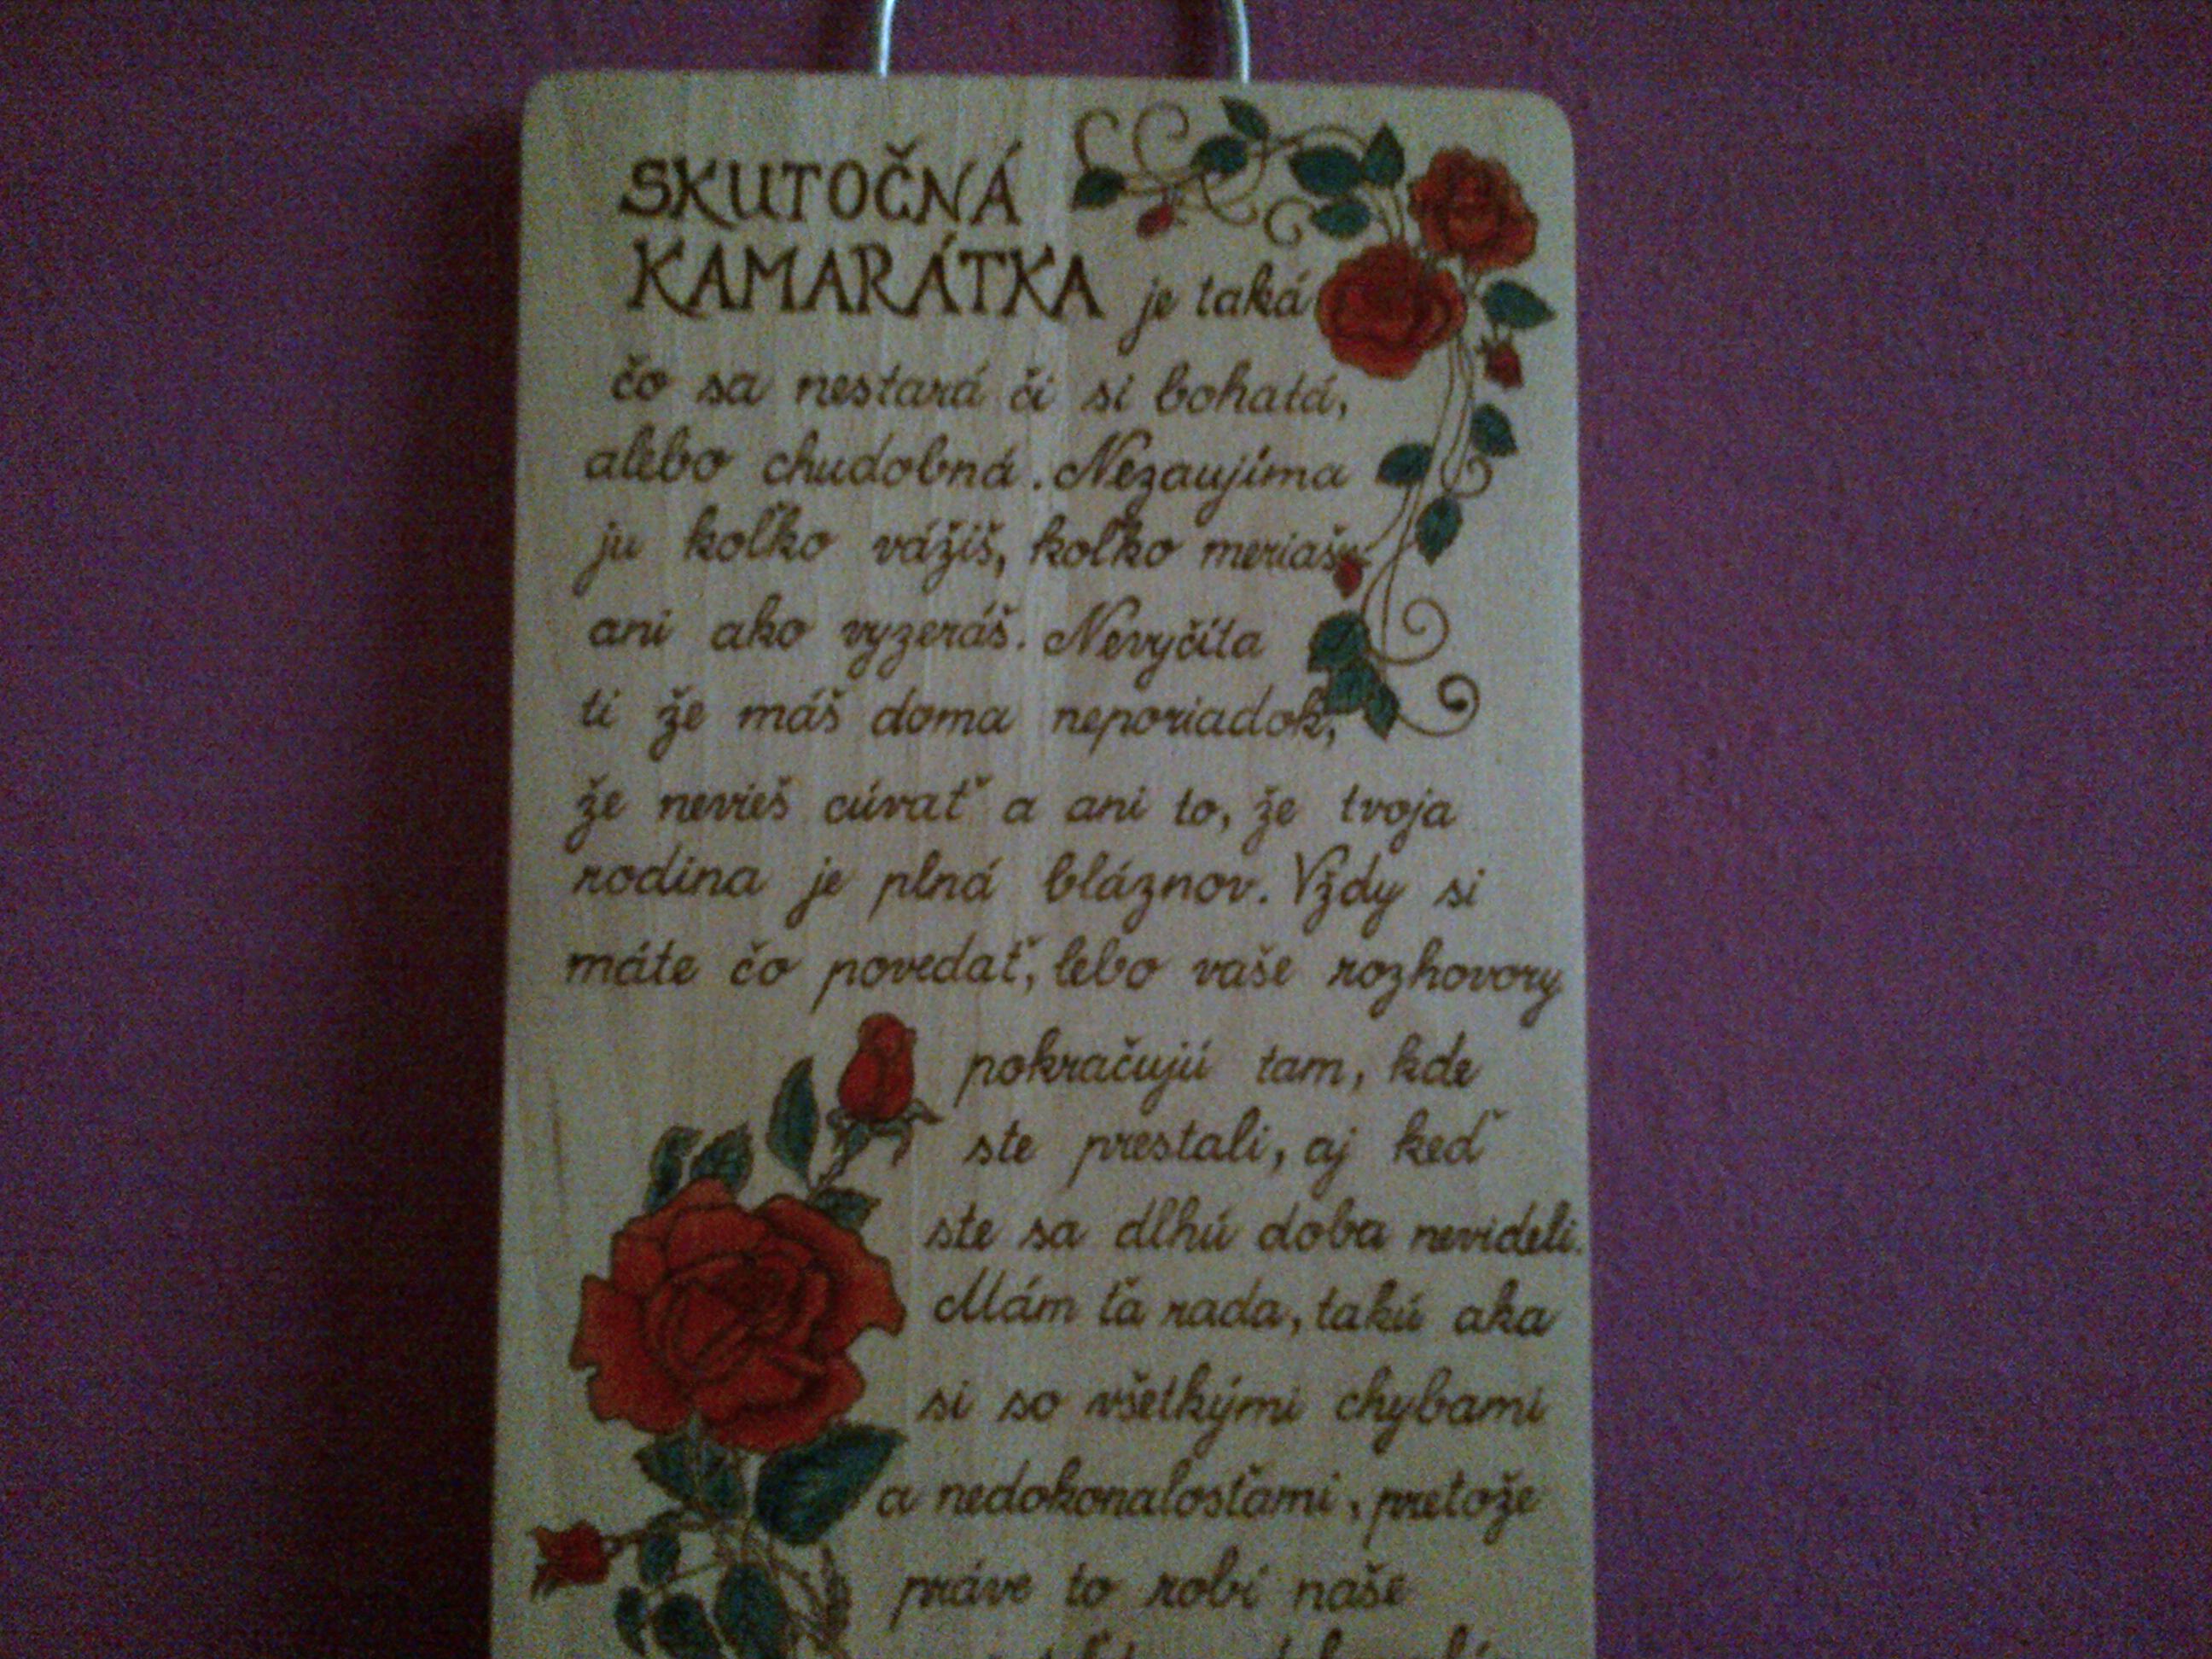 SKUTOČNÁ
KAMARÁTKA je taká
čo sa nestará či si bohatá,
alebo chudobná. Nezaujíma
ju koľko vážiš, koľko meriaš,
ani ako vyzeráš. Nevyčíta
ti že máš doma neporiadok,
že nevieš cúvať a ani to, že tvoja
rodina je plná bláznov. Vždy si
máte čo povedať, lebo vaše rozhovory
pokračujú tam, kde
ste prestali, aj keď
ste sa dlhú doba nevideli.
Mám ťa rada, takú aka
si so všetkými chybami
a nedokonalosťami, pretože
práve to robí naše